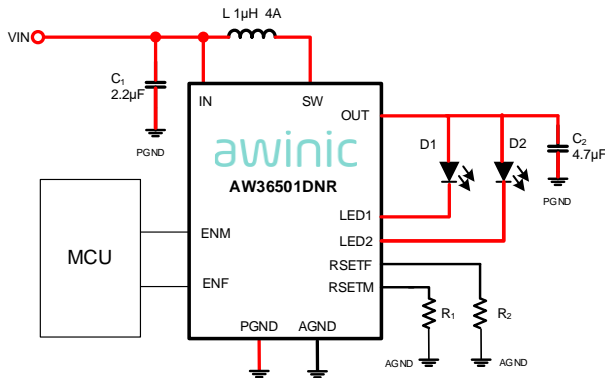 L 1µH 4A
VIN
C₁
2.2µF
PGND
IN
SW
OUT
awinic
AW36501DNR
D1
D2
C₂
4.7µF
PGND
MCU
ENM
ENF
LED1
LED2
RSETF
RSETM
R₁
R₂
PGND
AGND
AGND
AGND